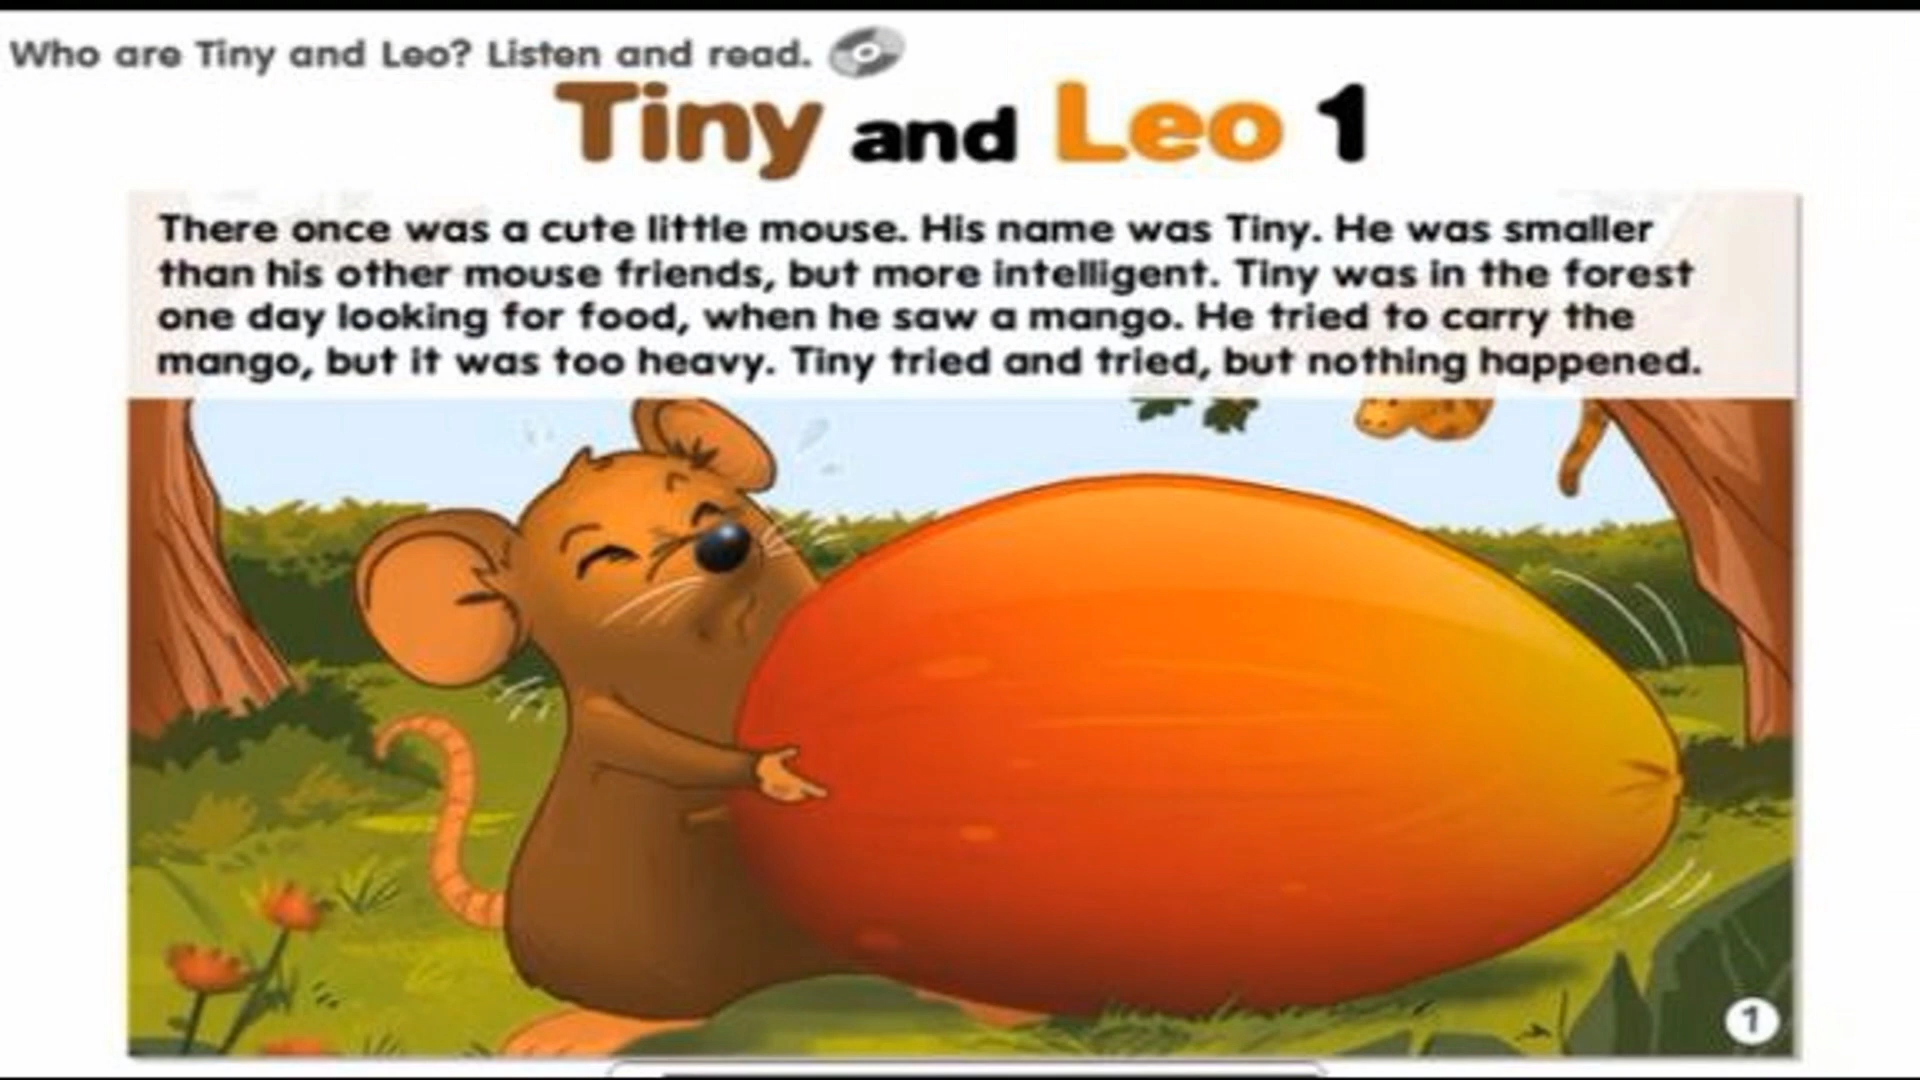 Who are Tiny and Leo? Listen and read.
Tiny and Leo 1
There once was a cute little mouse. His name was Tiny. He was smaller
than his other mouse friends, but more intelligent. Tiny was in the forest
one day looking for food, when he saw a mango. He tried to carry the
mango, but it was too heavy. Tiny tried and tried, but nothing happened.
1